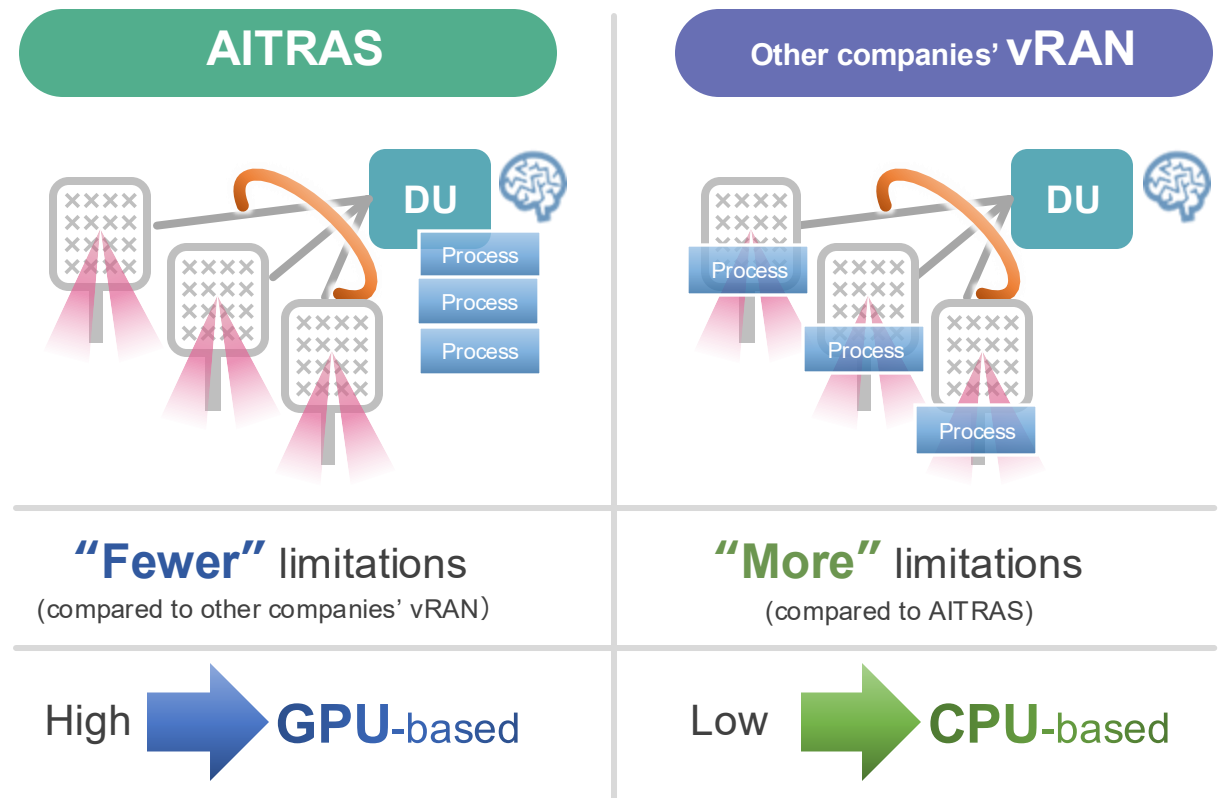 AITRAS
Other companies’ vRAN
DU
Process
Process
Process
DU
Process
Process
Process
“Fewer” limitations
(compared to other companies’ vRAN）
“More” limitations
(compared to AITRAS)
High
GPU-based
Low
CPU-based